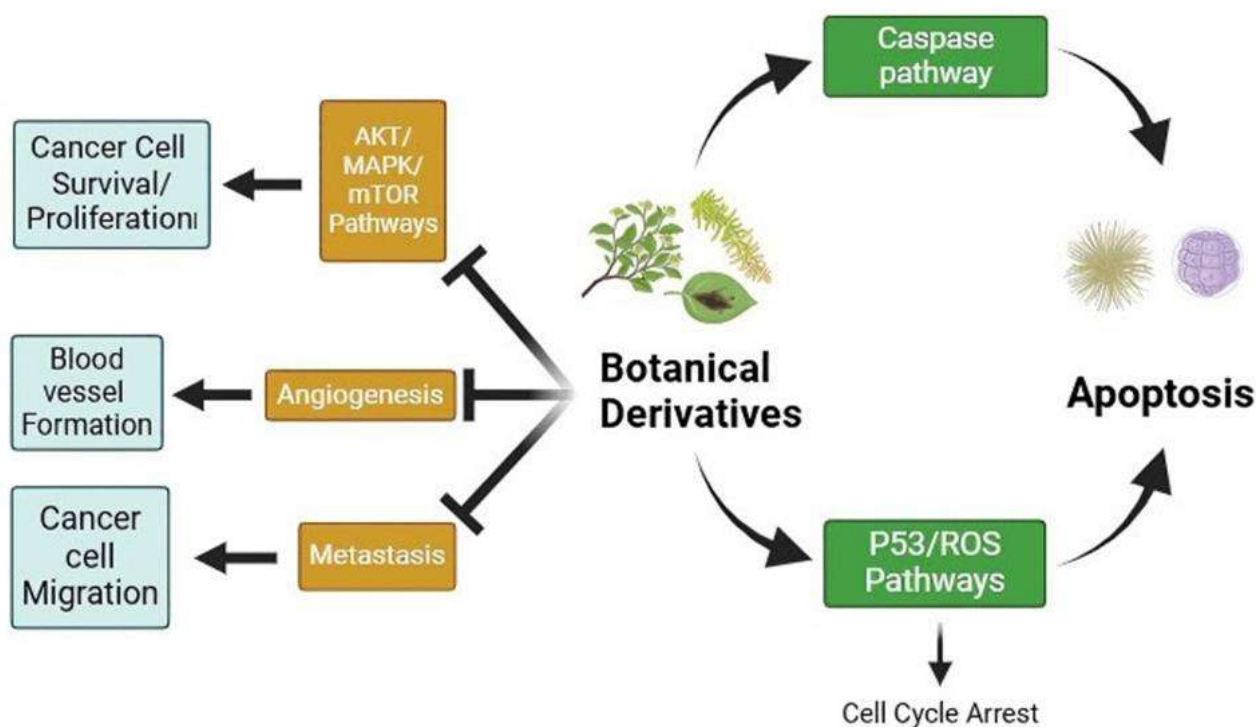 Caspase
pathway
AKT/
MAPK/
mTOR
Pathways
Cancer Cell
Survival/
Proliferation
Blood
vessel
Formation
Angiogenesis
Botanical
Derivatives
Apoptosis
Cancer
cell
Migration
Metastasis
P53/ROS
Pathways
Cell Cycle Arrest